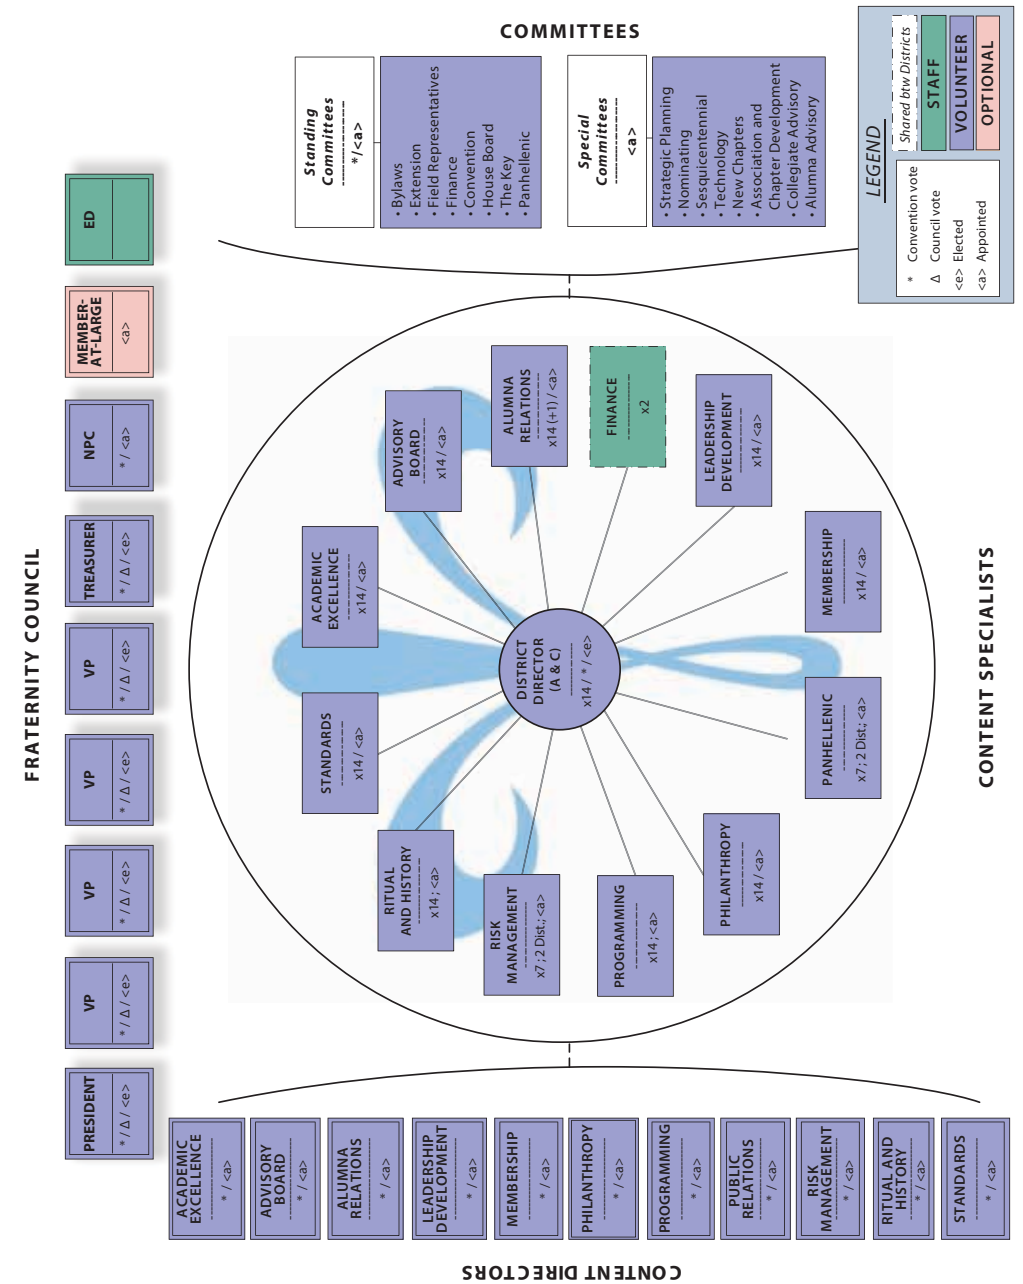 FRATERNITY COUNCIL
PRESIDENT
* / Δ / <e>
VP
* / Δ / <e>
VP
* / Δ / <e>
VP
* / Δ / <e>
VP
* / Δ / <e>
TREASURER
* / Δ / <e>
NPC
* / <a>
MEMBER-
AT-LARGE
<a>
ED
CONTENT DIRECTORS
ACADEMIC
EXCELLENCE
* / <a>
ADVISORY
BOARD
* / <a>
ALUMNA
RELATIONS
* / <a>
LEADERSHIP
DEVELOPMENT
* / <a>
MEMBERSHIP
* / <a>
PHILANTHROPY
* / <a>
PROGRAMMING
* / <a>
PUBLIC
RELATIONS
* / <a>
RISK
MANAGEMENT
* / <a>
RITUAL AND
HISTORY
* / <a>
STANDARDS
* / <a>
DISTRICT
DIRECTOR
(A & C)
x14 / * / <e>
STANDARDS
x14 / <a>
ACADEMIC
EXCELLENCE
x14 / <a>
ADVISORY
BOARD
x14 / <a>
ALUMNA
RELATIONS
x14 (+1) / <a>
FINANCE
x2
LEADERSHIP
DEVELOPMENT
x14 / <a>
MEMBERSHIP
x14 / <a>
PANHELLENIC
x7; 2 Dist.; <a>
PHILANTHROPY
x14 / <a>
PROGRAMMING
x14 ; <a>
RISK
MANAGEMENT
x7 ; 2 Dist.; <a>
RITUAL
AND HISTORY
x14 ; <a>
CONTENT SPECIALISTS
COMMITTEES
Standing
Committees
*/<a>
• Bylaws
• Extension
• Field Representatives
• Finance
• Convention
• House Board
• The Key
• Panhellenic
Special
Committees
<a>
• Strategic Planning
• Nominating
• Sesquicentennial
• Technology
• New Chapters
• Association and
Chapter Development
• Collegiate Advisory
• Alumna Advisory
LEGEND
* Convention vote
Δ Council vote
<e> Elected
<a> Appointed
Shared btw Districts
STAFF
VOLUNTEER
OPTIONAL